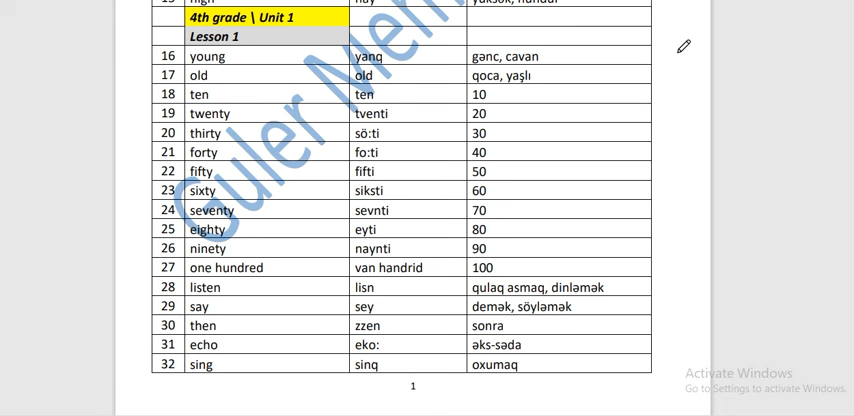 4th grade \ Unit 1
Lesson 1
16 young yanq gənc, cavan
17 old old qoca, yaşlı
18 ten ten 10
19 twenty tventi 20
20 thirty sö:ti 30
21 forty fo:ti 40
22 fifty fifti 50
23 sixty siksti 60
24 seventy sevnti 70
25 eighty eyti 80
26 ninety naynti 90
27 one hundred van handrid 100
28 listen lisn qulaq asmaq, dinləmək
29 say sey demək, söyləmək
30 then zzen sonra
31 echo eko: əks-səda
32 sing sinq oxumaq
1
Guler Mem
Activate Windows
Go to Settings to activate Windows.